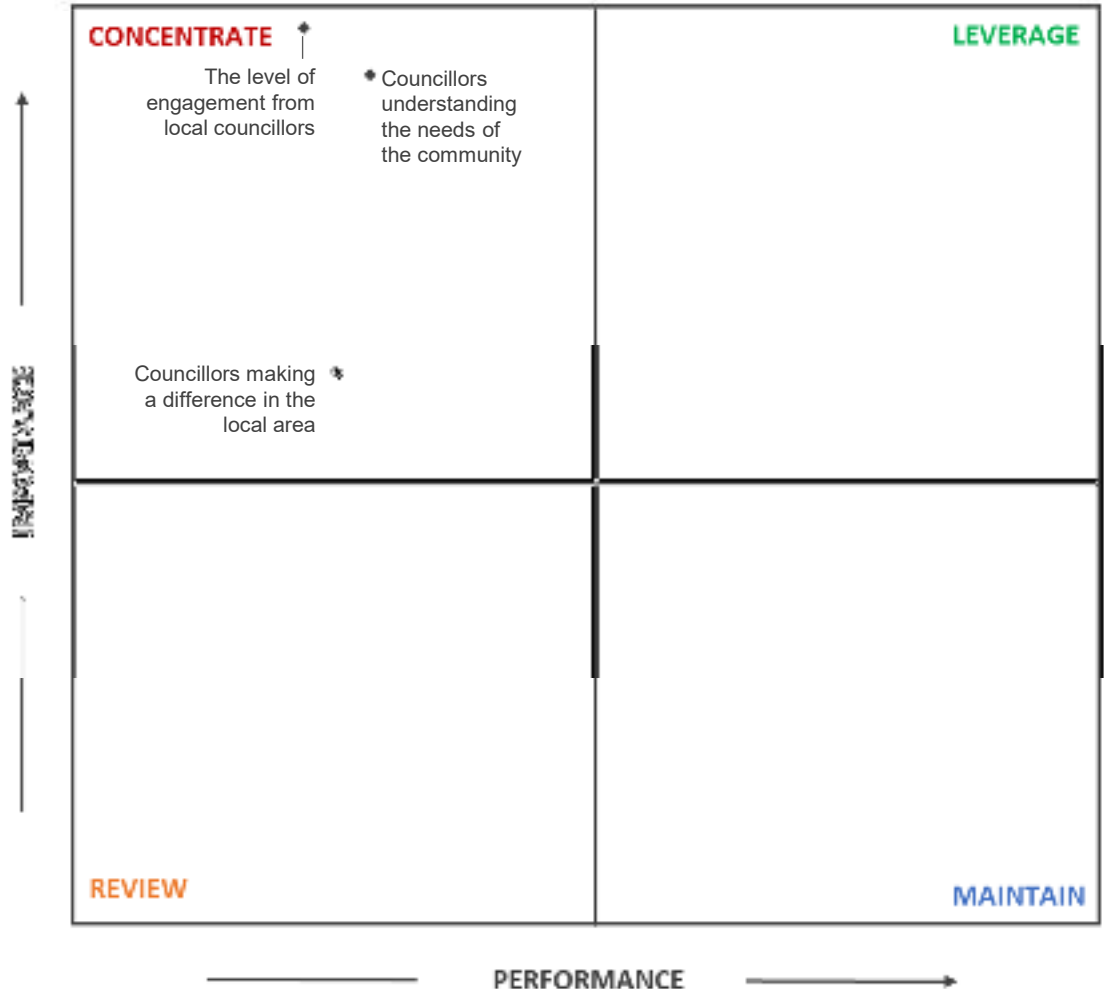 CONCENTRATE
LEVERAGE
The level of
engagement from
local councillors
Councillors
understanding
the needs of
the community
Councillors making
a difference in the
local area
REVIEW
MAINTAIN
PERFORMANCE